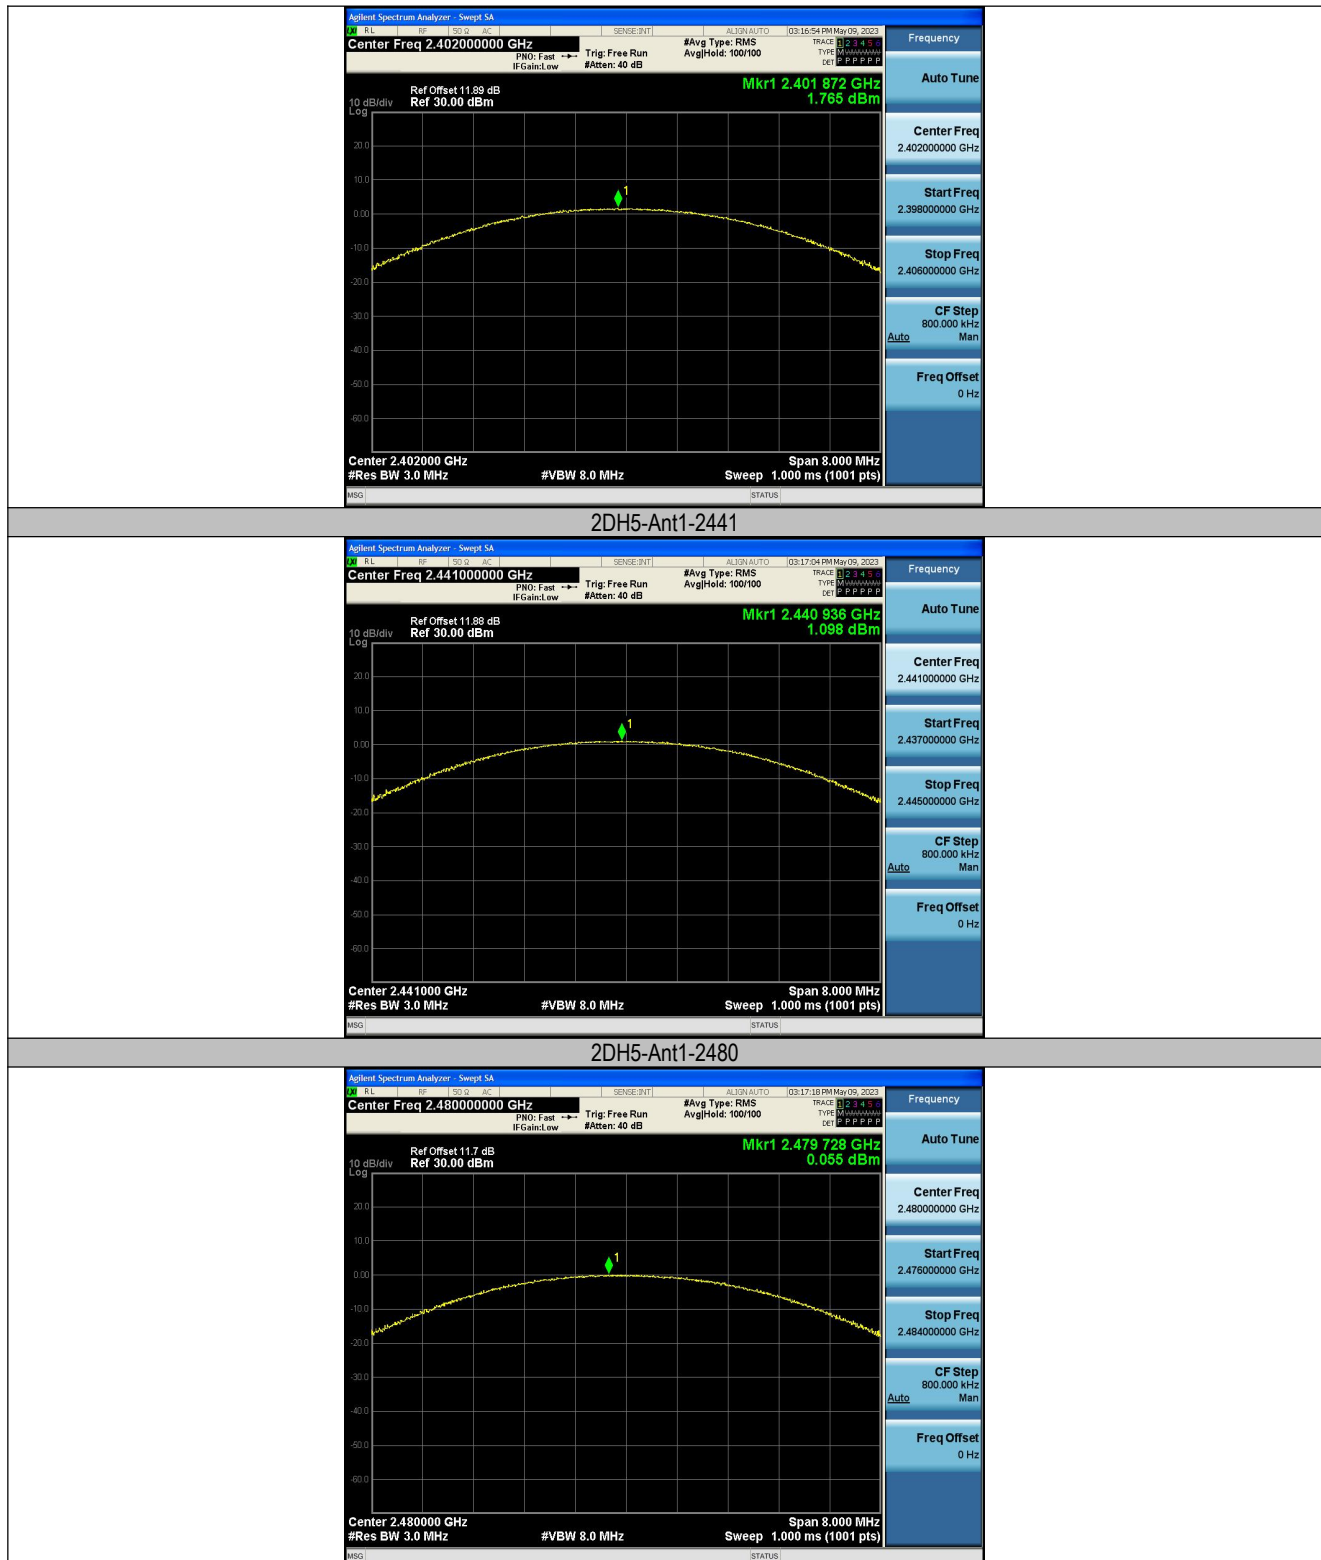 Agilent Spectrum Analyzer - Swept SA
RL RF 50 Ω AC SENSE:INT ALIGN AUTO 03:16:54 PM May 09, 2023
Center Freq 2.402000000 GHz #Avg Type: RMS TRACE 1 2 3 4 5 6
PNO: Fast Trig: Free Run Avg|Hold: 100/100 TYPE M
IFGain:Low #Atten: 40 dB DET P P P P P P
Frequency
Mkr1 2.401 872 GHz
1.765 dBm
Ref Offset 11.89 dB
10 dB/div Ref 30.00 dBm
Log
20.0
10.0
1
0.00
-10.0
-20.0
-30.0
-40.0
-50.0
-60.0
Center 2.402000 GHz Span 8.000 MHz
#Res BW 3.0 MHz #VBW 8.0 MHz Sweep 1.000 ms (1001 pts)
MSG STATUS
Auto Tune
Center Freq
2.402000000 GHz
Start Freq
2.398000000 GHz
Stop Freq
2.406000000 GHz
CF Step
800.000 kHz
Auto Man
Freq Offset
0 Hz
2DH5-Ant1-2441
Agilent Spectrum Analyzer - Swept SA
RL RF 50 Ω AC SENSE:INT ALIGN AUTO 03:17:04 PM May 09, 2023
Center Freq 2.441000000 GHz #Avg Type: RMS TRACE 1 2 3 4 5 6
PNO: Fast Trig: Free Run Avg|Hold: 100/100 TYPE M
IFGain:Low #Atten: 40 dB DET P P P P P P
Frequency
Mkr1 2.440 936 GHz
1.098 dBm
Ref Offset 11.88 dB
10 dB/div Ref 30.00 dBm
Log
20.0
10.0
1
0.00
-10.0
-20.0
-30.0
-40.0
-50.0
-60.0
Center 2.441000 GHz Span 8.000 MHz
#Res BW 3.0 MHz #VBW 8.0 MHz Sweep 1.000 ms (1001 pts)
MSG STATUS
Auto Tune
Center Freq
2.441000000 GHz
Start Freq
2.437000000 GHz
Stop Freq
2.445000000 GHz
CF Step
800.000 kHz
Auto Man
Freq Offset
0 Hz
2DH5-Ant1-2480
Agilent Spectrum Analyzer - Swept SA
RL RF 50 Ω AC SENSE:INT ALIGN AUTO 03:17:18 PM May 09, 2023
Center Freq 2.480000000 GHz #Avg Type: RMS TRACE 1 2 3 4 5 6
PNO: Fast Trig: Free Run Avg|Hold: 100/100 TYPE M
IFGain:Low #Atten: 40 dB DET P P P P P P
Frequency
Mkr1 2.479 728 GHz
0.055 dBm
Ref Offset 11.7 dB
10 dB/div Ref 30.00 dBm
Log
20.0
10.0
1
0.00
-10.0
-20.0
-30.0
-40.0
-50.0
-60.0
Center 2.480000 GHz Span 8.000 MHz
#Res BW 3.0 MHz #VBW 8.0 MHz Sweep 1.000 ms (1001 pts)
MSG STATUS
Auto Tune
Center Freq
2.480000000 GHz
Start Freq
2.476000000 GHz
Stop Freq
2.484000000 GHz
CF Step
800.000 kHz
Auto Man
Freq Offset
0 Hz